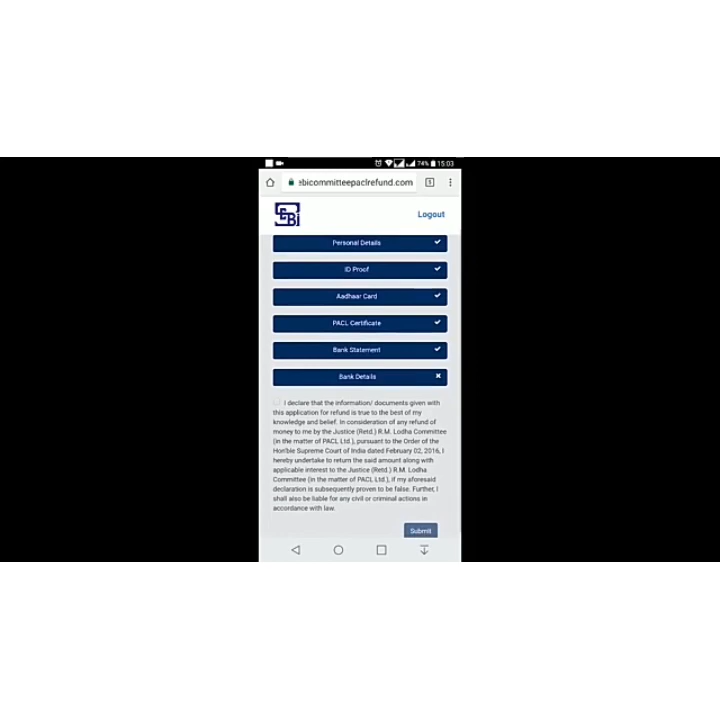 74% 15:03
ebicommitteepaclrefund.com 3
SEBI Logout
Personal Details
ID Proof
Aadhaar Card
PACL Certificate
Bank Statement
Bank Details
I declare that the information/ documents given with
this application for refund is true to the best of my
knowledge and belief. In consideration of any refund of
money to me by the Justice (Retd.) R.M. Lodha Committee
(in the matter of PACL Ltd.), pursuant to the Order of the
Hon'ble Supreme Court of India dated February 02, 2016, I
hereby undertake to return the said amount along with
applicable interest to the Justice (Retd.) R.M. Lodha
Committee (in the matter of PACL Ltd.), if my aforesaid
declaration is subsequently proven to be false. Further, I
shall also be liable for any civil or criminal actions in
accordance with law.
Submit